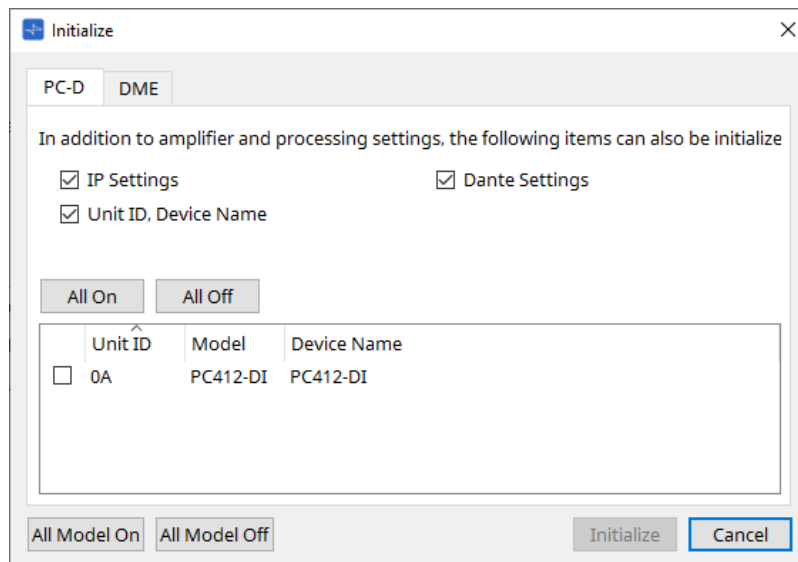 Initialize
PC-D DME
In addition to amplifier and processing settings, the following items can also be initialize
IP Settings Dante Settings
Unit ID, Device Name
All On All Off
Unit ID Model Device Name
0A PC412-DI PC412-DI
All Model On All Model Off Initialize Cancel